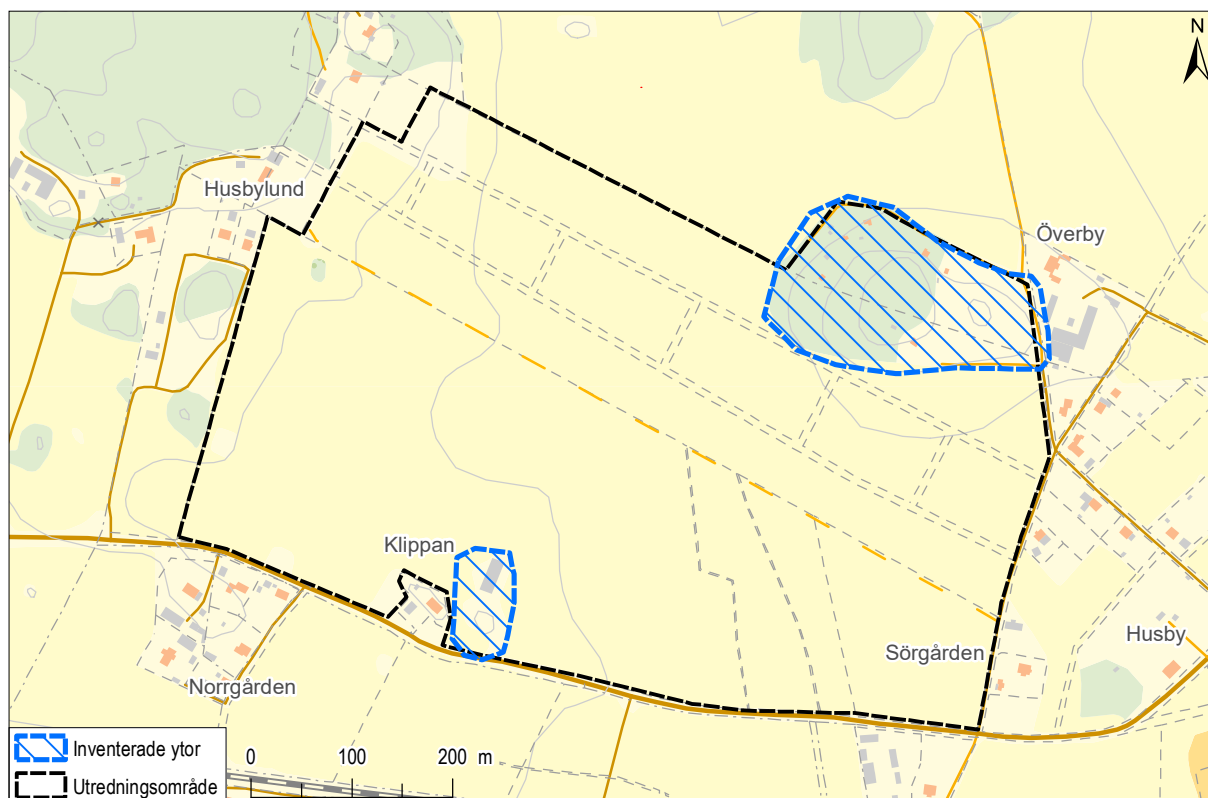 N
Husbylund
Överby
Klippan
Sörgården
Husby
Norrgården
Inventerade ytor
0 100 200 m
Utredningsområde